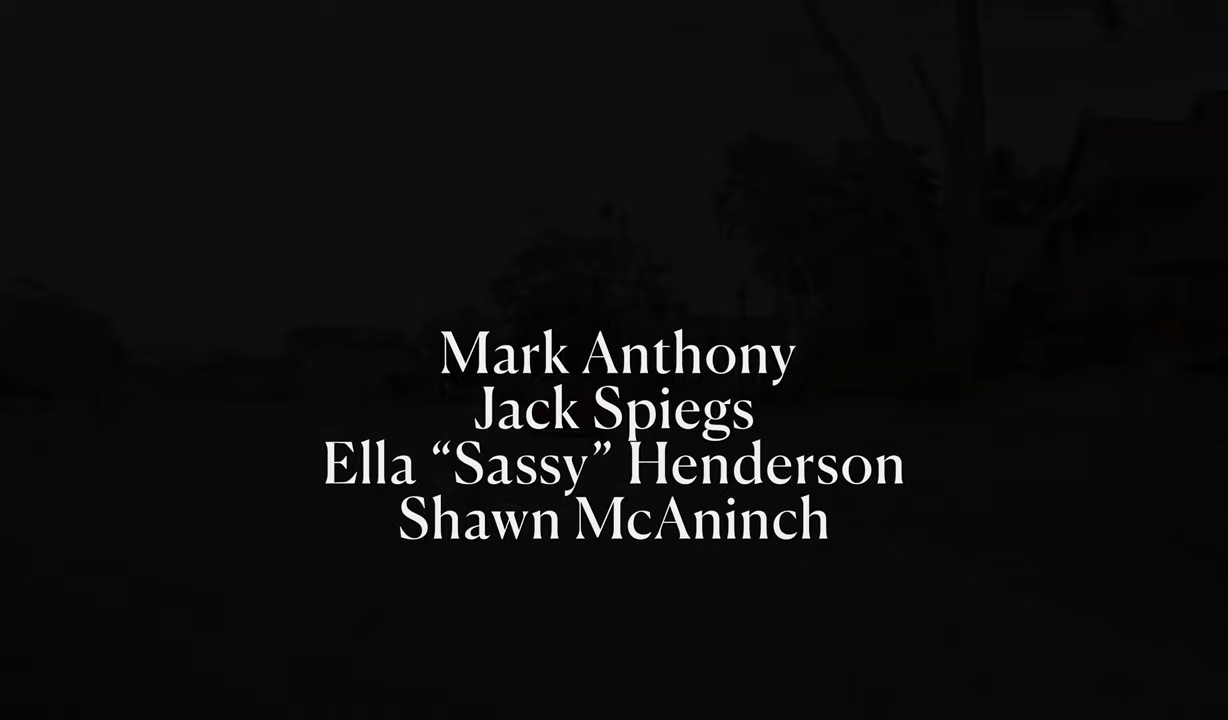 Mark Anthony
Jack Spiegs
Ella “Sassy” Henderson
Shawn McAninch